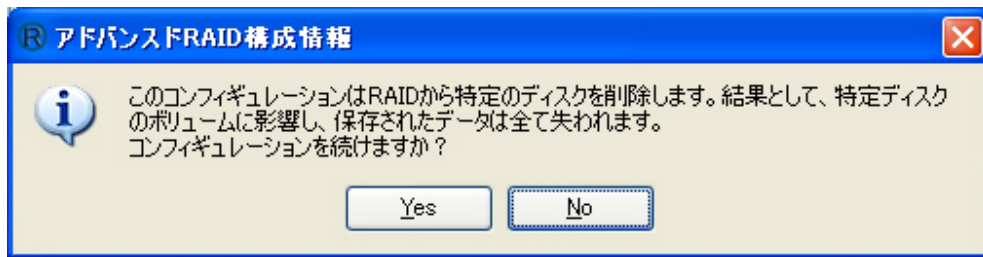 アドバンスドRAID構成情報
このコンフィギュレーションはRAIDから特定のディスクを削除します。結果として、特定ディスク
のボリュームに影響し、保存されたデータは全て失われます。
コンフィギュレーションを続けますか？
Yes
No